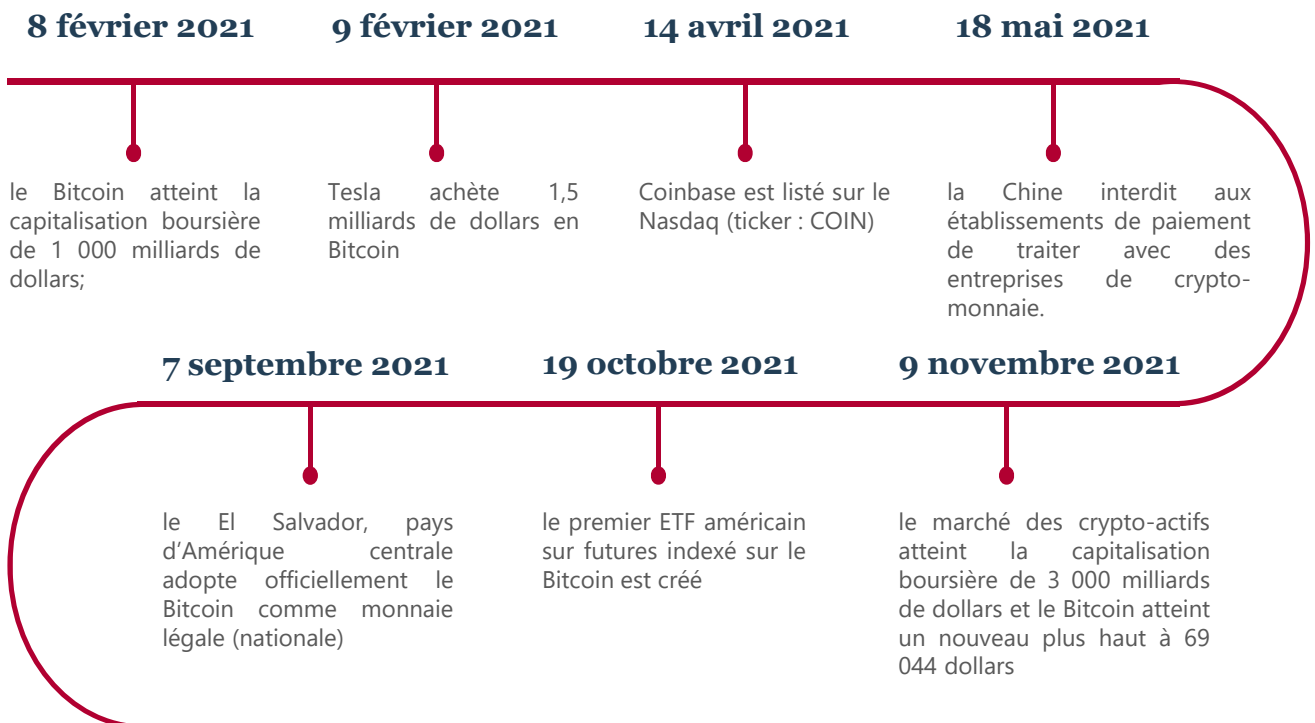 8 février 2021
9 février 2021
14 avril 2021
18 mai 2021
le Bitcoin atteint la
capitalisation boursière
de 1 000 milliards de
dollars;
Tesla achète 1,5
milliards de dollars en
Bitcoin
Coinbase est listé sur le
Nasdaq (ticker : COIN)
la Chine interdit aux
établissements de paiement
de traiter avec des
entreprises de crypto-
monnaie.
7 septembre 2021
19 octobre 2021
9 novembre 2021
le El Salvador, pays
d’Amérique centrale
adopte officiellement le
Bitcoin comme monnaie
légale (nationale)
le premier ETF américain
sur futures indexé sur le
Bitcoin est créé
le marché des crypto-actifs
atteint la capitalisation
boursière de 3 000 milliards
de dollars et le Bitcoin atteint
un nouveau plus haut à 69
044 dollars